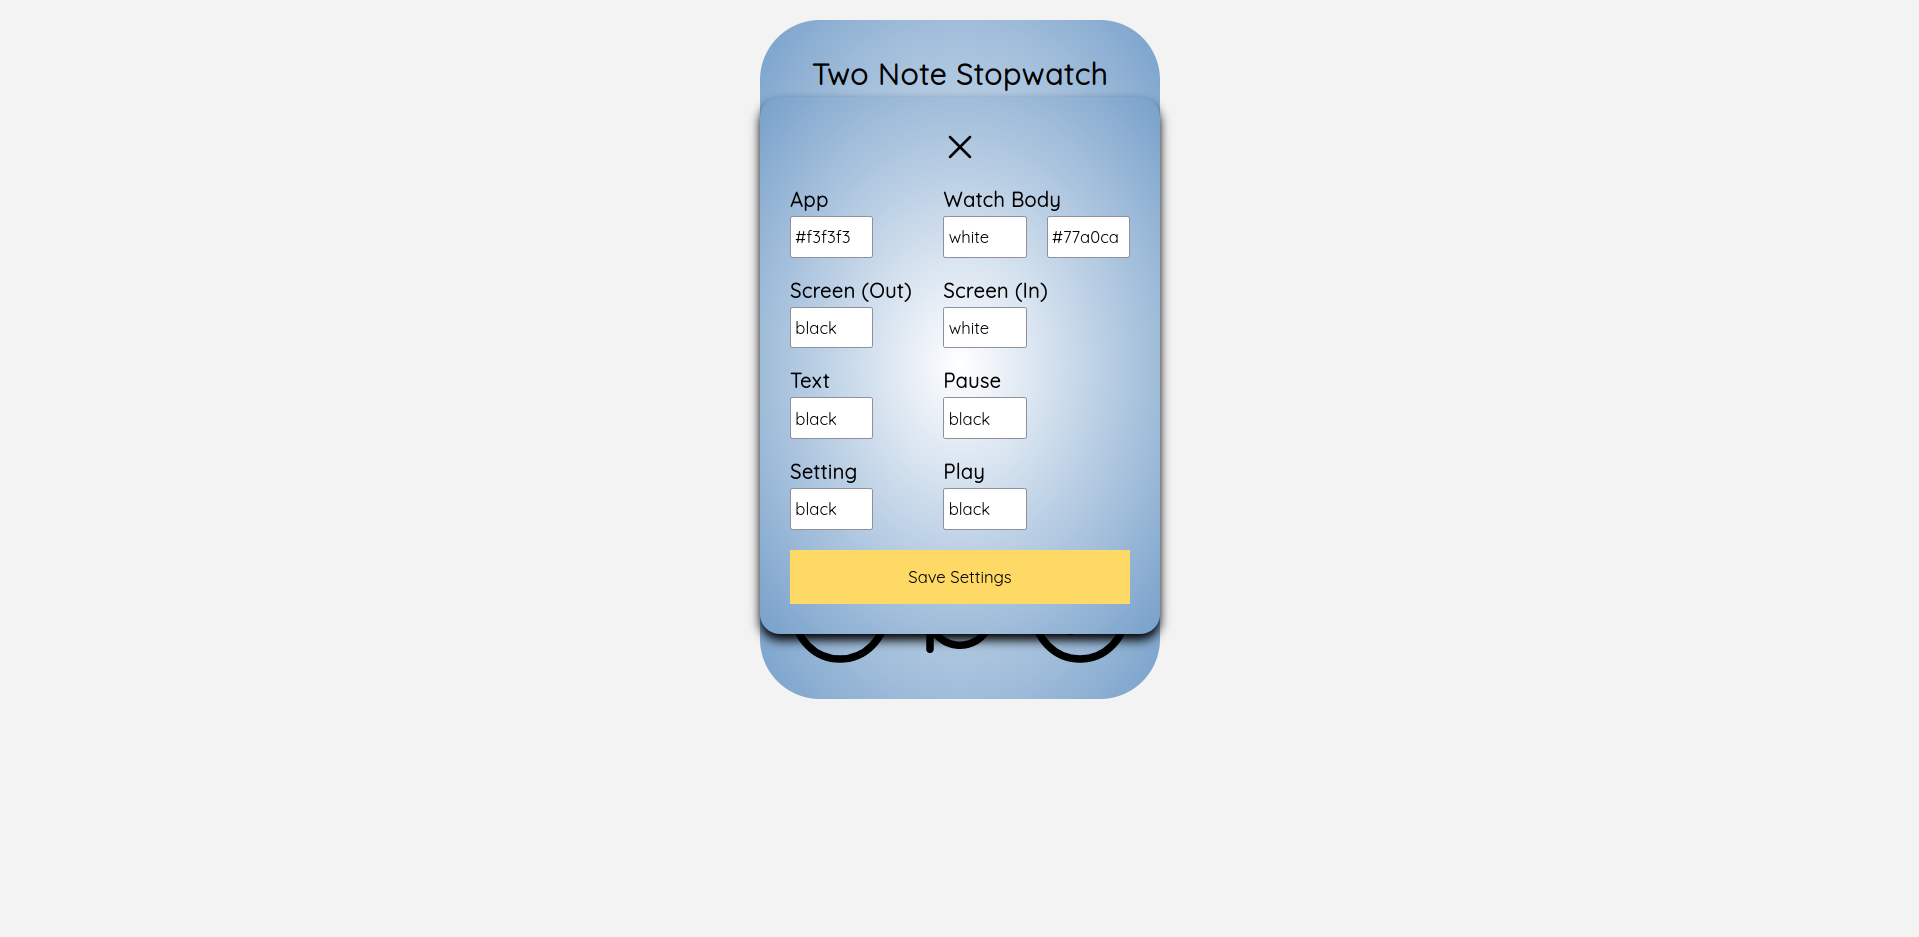 Two Note Stopwatch
App Watch Body
#f3f3f3 white #77a0ca
Screen (Out) Screen (In)
black white
Text Pause
black black
Setting Play
black black
Save Settings